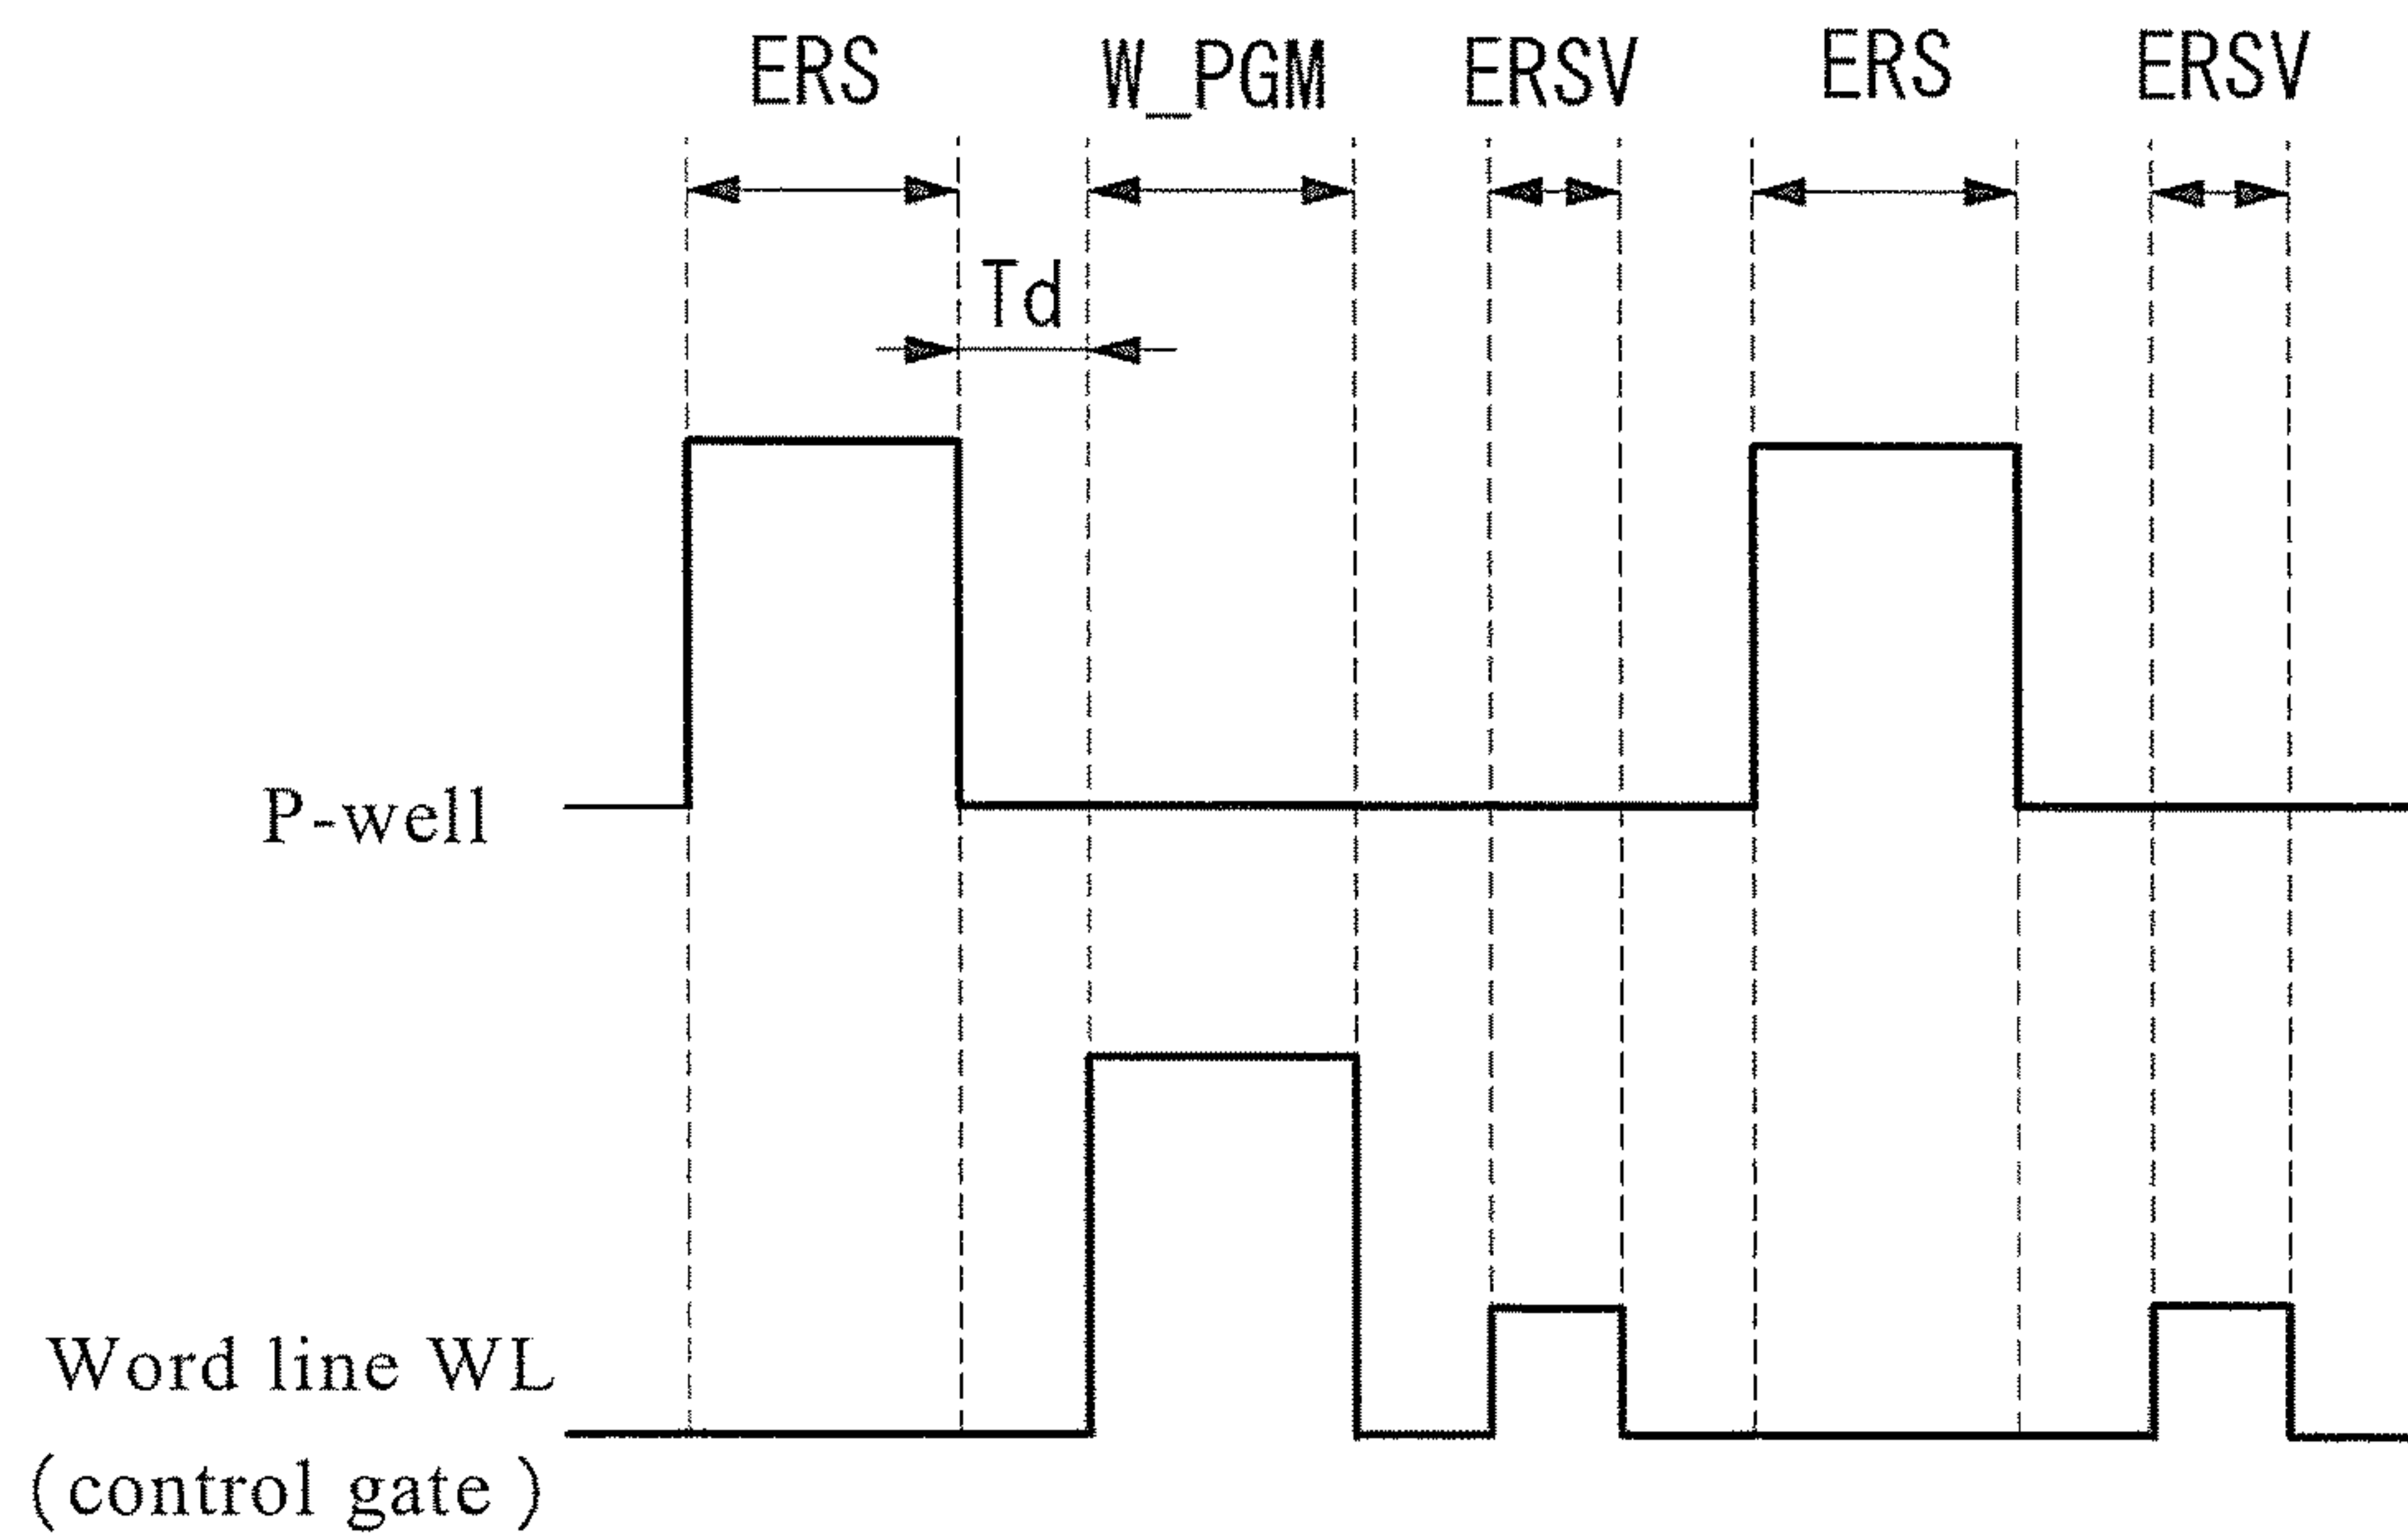 ERS W_PGM ERSV ERS ERSV
Td
P-well
Word line WL
(control gate)